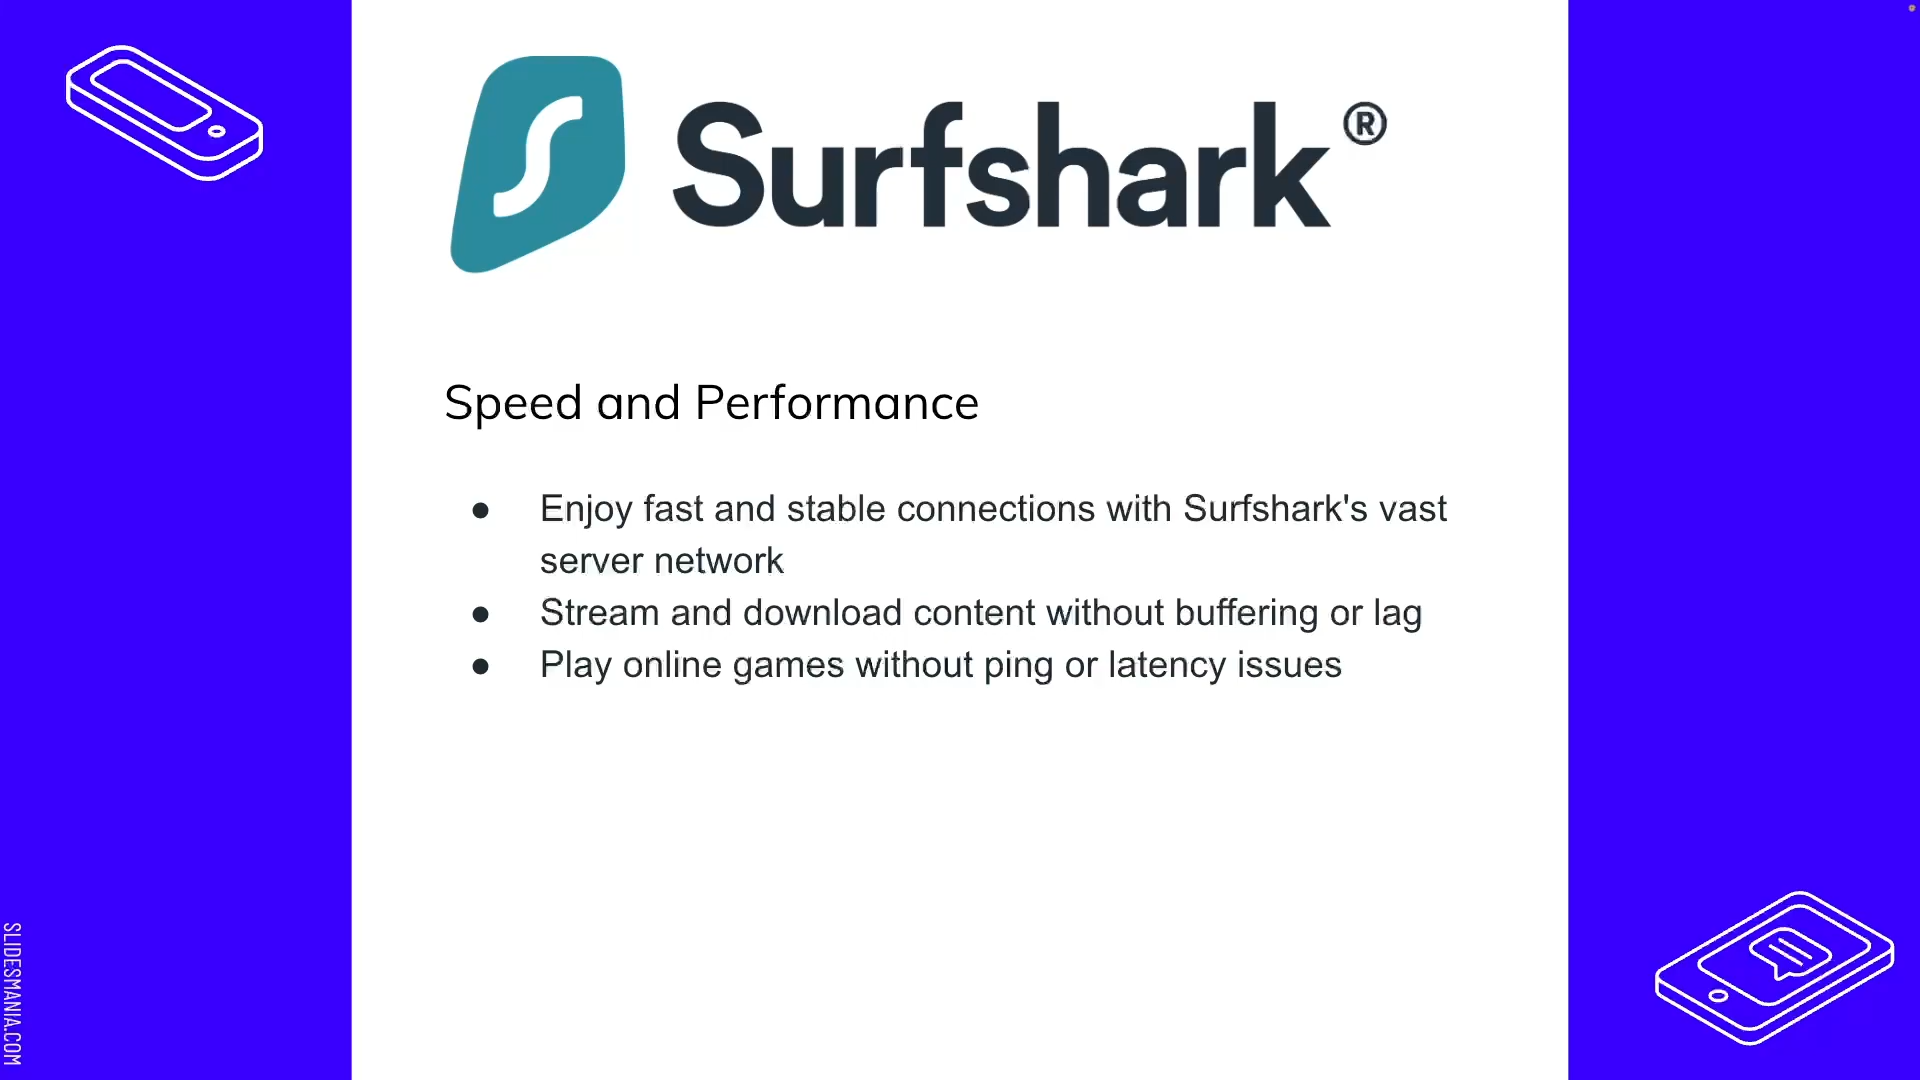 Surfshark®
Speed and Performance
● Enjoy fast and stable connections with Surfshark's vast
server network
● Stream and download content without buffering or lag
● Play online games without ping or latency issues
SLIDESMANIA.COM